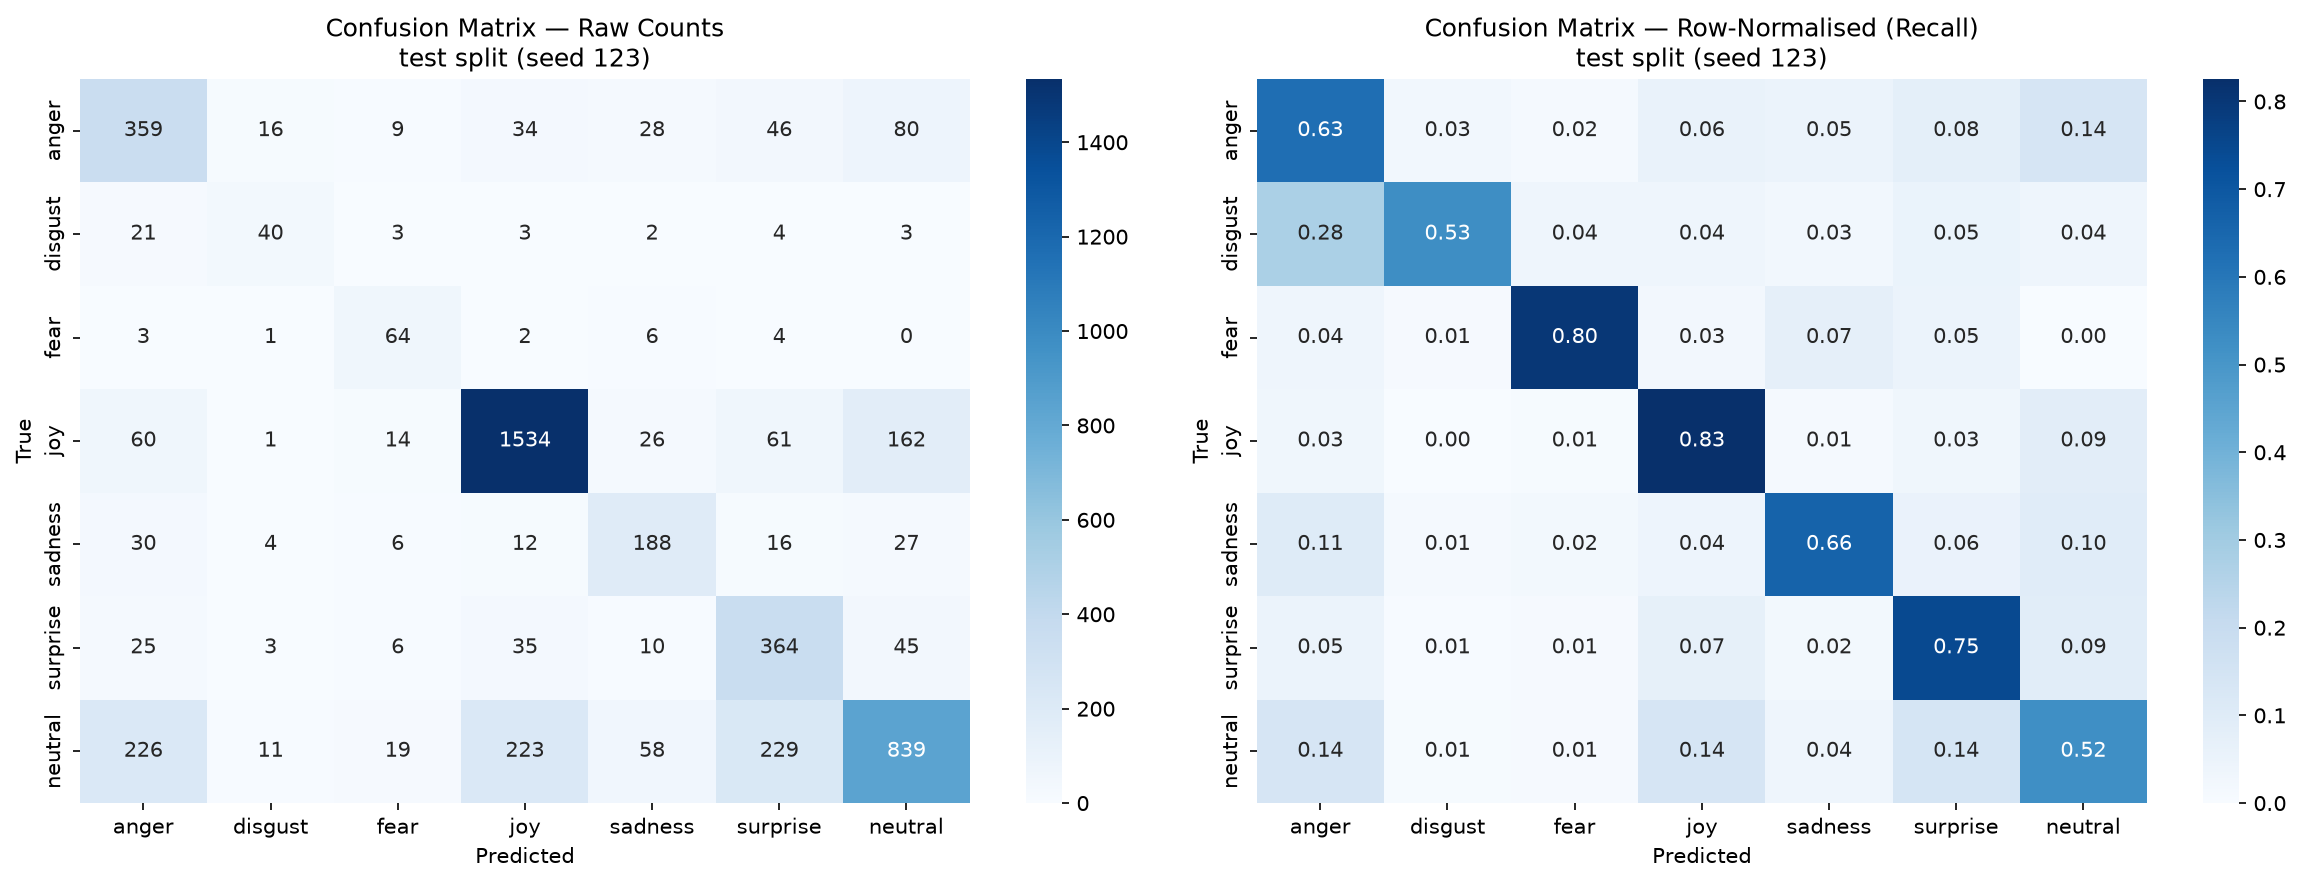 Confusion Matrix — Raw Counts
test split (seed 123)
anger 359 16 9 34 28 46 80
disgust 21 40 3 3 2 4 3
fear 3 1 64 2 6 4 0
joy 60 1 14 1534 26 61 162
sadness 30 4 6 12 188 16 27
surprise 25 3 6 35 10 364 45
neutral 226 11 19 223 58 229 839
True
anger disgust fear joy sadness surprise neutral
Predicted
1400
1200
1000
800
600
400
200
0
Confusion Matrix — Row-Normalised (Recall)
test split (seed 123)
anger 0.63 0.03 0.02 0.06 0.05 0.08 0.14
disgust 0.28 0.53 0.04 0.04 0.03 0.05 0.04
fear 0.04 0.01 0.80 0.03 0.07 0.05 0.00
joy 0.03 0.00 0.01 0.83 0.01 0.03 0.09
sadness 0.11 0.01 0.02 0.04 0.66 0.06 0.10
surprise 0.05 0.01 0.01 0.07 0.02 0.75 0.09
neutral 0.14 0.01 0.01 0.14 0.04 0.14 0.52
True
anger disgust fear joy sadness surprise neutral
Predicted
0.8
0.7
0.6
0.5
0.4
0.3
0.2
0.1
0.0